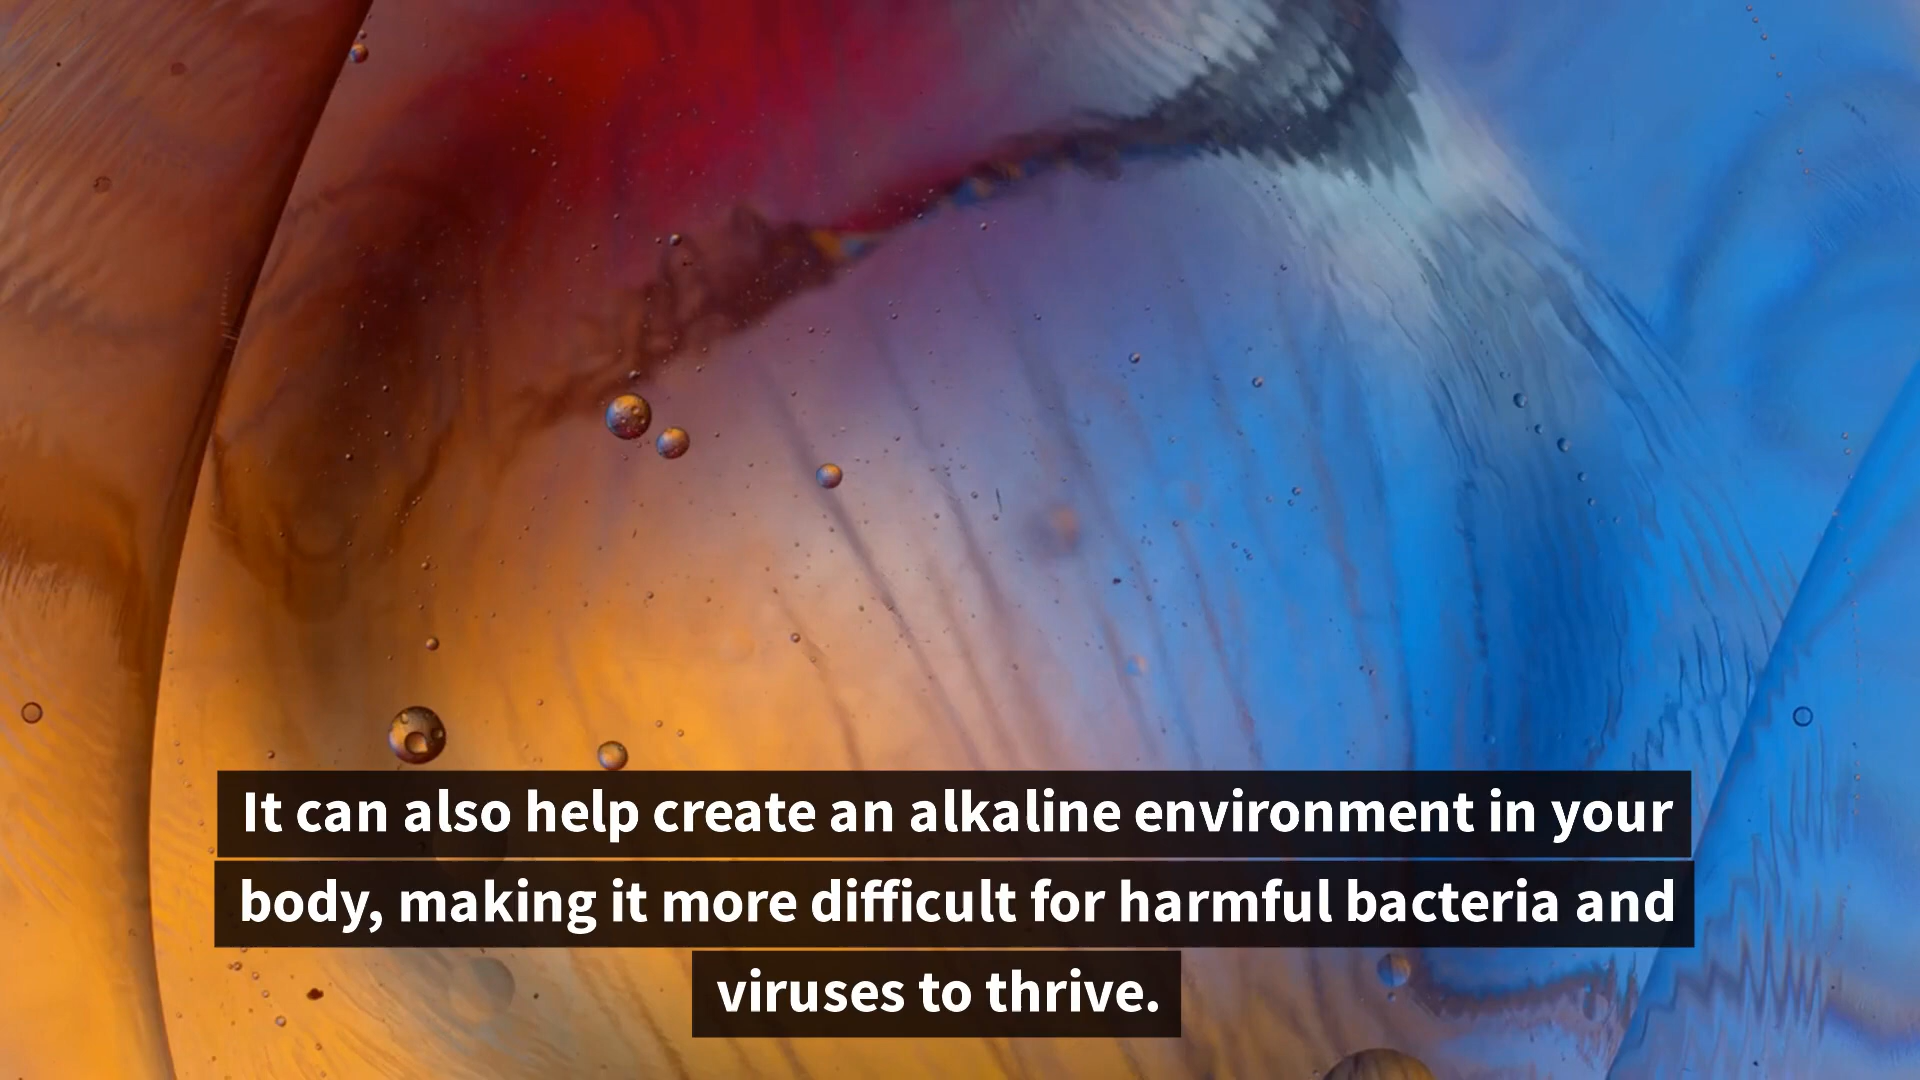 It can also help create an alkaline environment in your
body, making it more difficult for harmful bacteria and
viruses to thrive.